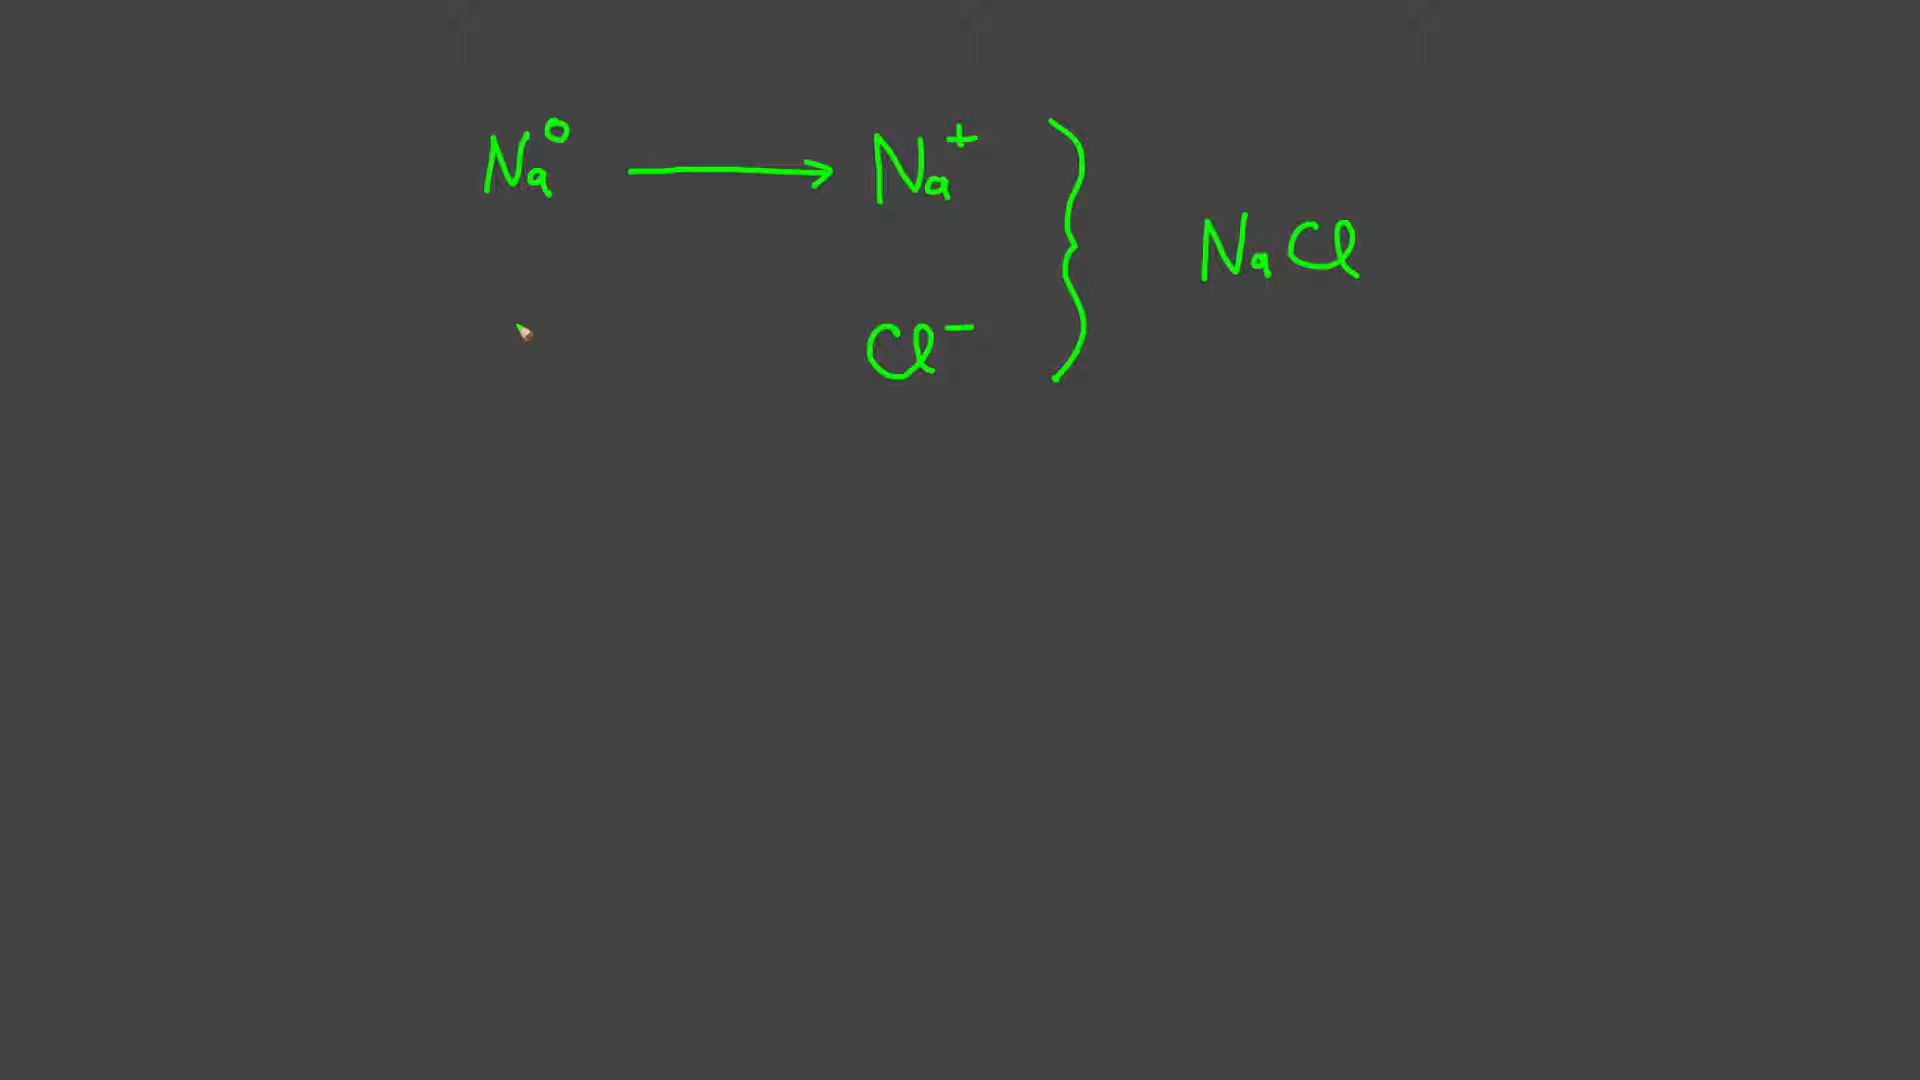 Na⁰ → Na⁺
NaCl
Cl⁻